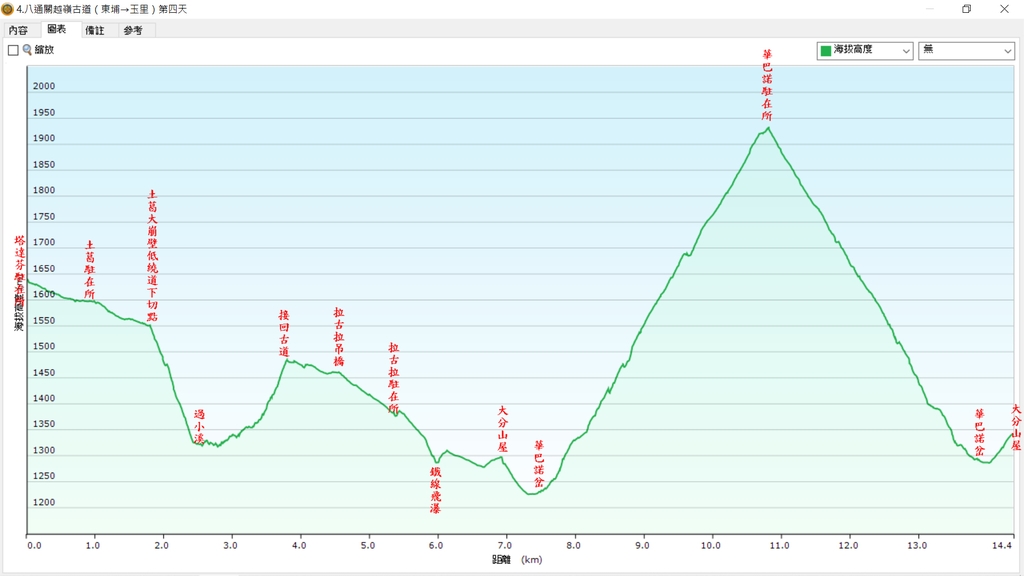 4.八通關越嶺古道（東埔→玉里）第四天
內容 圖表 備註 參考
縮放
海拔高度
無
2000
1950
1900
1850
1800
1750
1700
1650
1600
1550
1500
1450
1400
1350
1300
1250
1200
海拔高度
塔達芬駐在所
土葛駐在所
土葛大崩壁低繞道下切點
過小溪
接回古道
拉古拉吊橋
拉古拉駐在所
鐵線飛瀑
大分山屋
華巴諾岔
華巴諾駐在所
華巴諾岔
大分山屋
0.0 1.0 2.0 3.0 4.0 5.0 6.0 7.0 8.0 9.0 10.0 11.0 12.0 13.0 14.4
距離 (km)